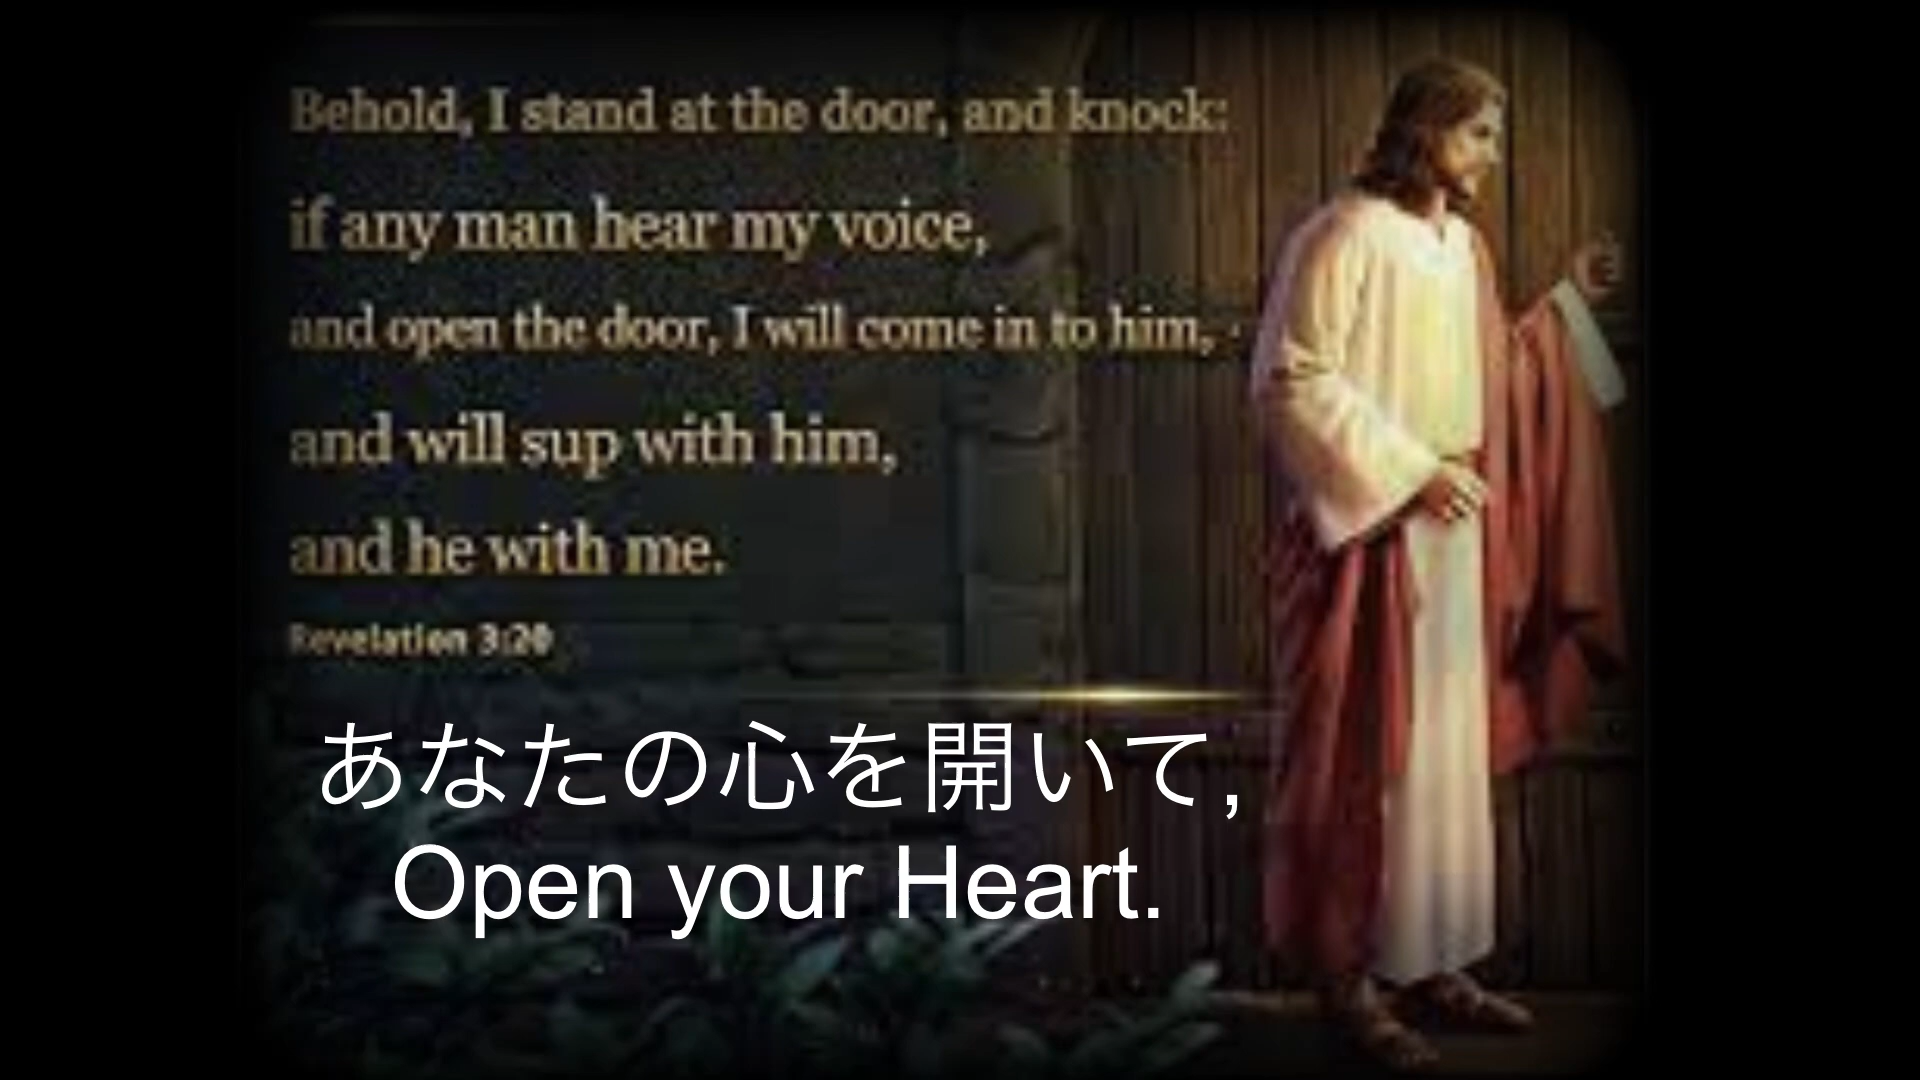 Behold, I stand at the door, and knock:
if any man hear my voice,
and open the door, I will come in to him,
and will sup with him,
and he with me.
Revelation 3:20
あなたの心を開いて,
Open your Heart.